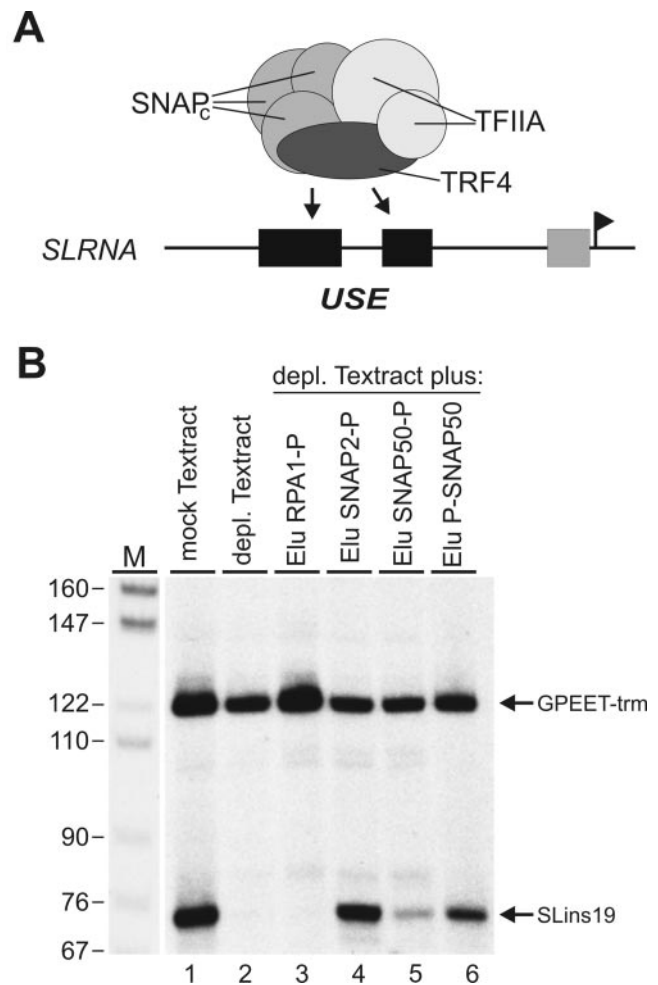 A
SNAPc
TFIIA
TRF4
SLRNA
USE
B
depl. Textract plus:
M
mock Textract
depl. Textract
Elu RPA1-P
Elu SNAP2-P
Elu SNAP50-P
Elu P-SNAP50
160
147
122
110
90
76
67
GPEET-trm
SLins19
1 2 3 4 5 6